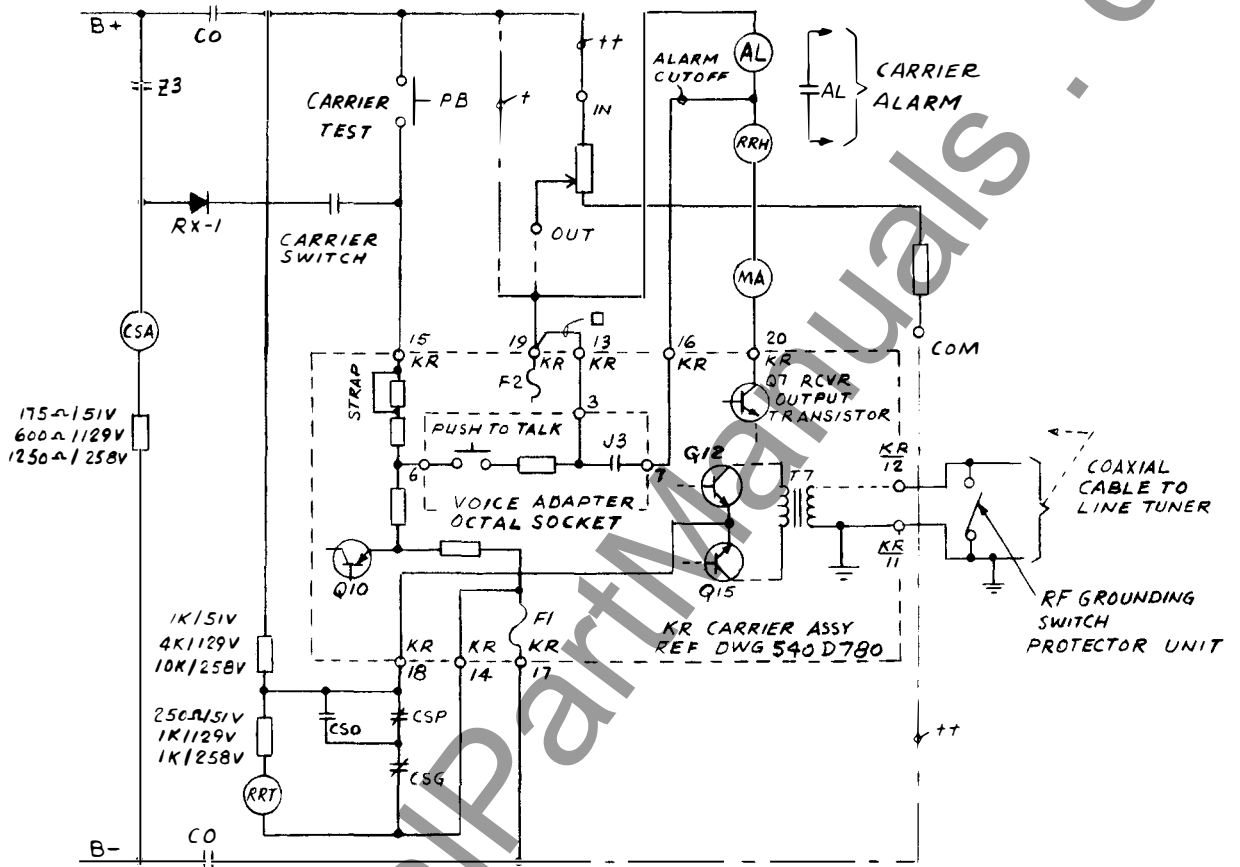 B+
CO
Z3
CARRIER
TEST
PB
†
††
IN
OUT
ALARM
CUTOFF
AL
AL
CARRIER
ALARM
RRH
MA
RX-1
CARRIER
SWITCH
CSA
175Ω/51V
600Ω/129V
1250Ω/258V
15
KR
STRAP
19
KR
F2
13
KR
16
KR
20
KR
COM
Q7 RCVR
OUTPUT
TRANSISTOR
3
PUSH TO TALK
J3
6
7
VOICE ADAPTER
OCTAL SOCKET
Q12
T7
KR
12
COAXIAL
CABLE TO
LINE TUNER
Q10
Q15
KR
11
RF GROUNDING
SWITCH
PROTECTOR UNIT
F1
KR CARRIER ASSY
REF DWG 540D780
1K/51V
4K/129V
10K/258V
KR
18
KR
14
KR
17
250Ω/51V
1K/129V
1K/258V
CSO
CSP
CSG
RRT
††
CO
B-
lPartManuals.